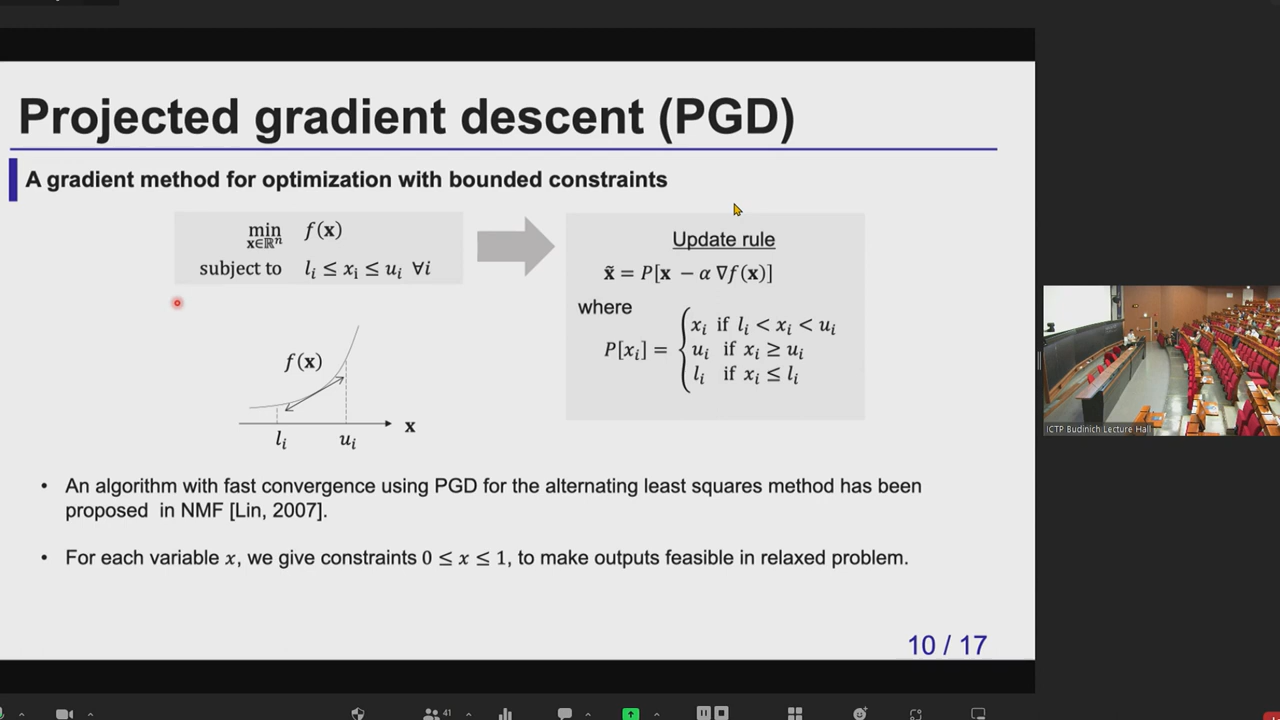 Projected gradient descent (PGD)
A gradient method for optimization with bounded constraints
min f(𝐱)
𝐱∈ℝⁿ
subject to lᵢ ≤ xᵢ ≤ uᵢ ∀i
Update rule
𝐱̃ = P[𝐱 − α ∇f(𝐱)]
where
P[xᵢ] = { xᵢ if lᵢ < xᵢ < uᵢ
uᵢ if xᵢ ≥ uᵢ
lᵢ if xᵢ ≤ lᵢ
f(𝐱)
𝐱
lᵢ uᵢ
• An algorithm with fast convergence using PGD for the alternating least squares method has been
proposed in NMF [Lin, 2007].
• For each variable x, we give constraints 0 ≤ x ≤ 1, to make outputs feasible in relaxed problem.
10 / 17
ICTP Budinich Lecture Hall
41